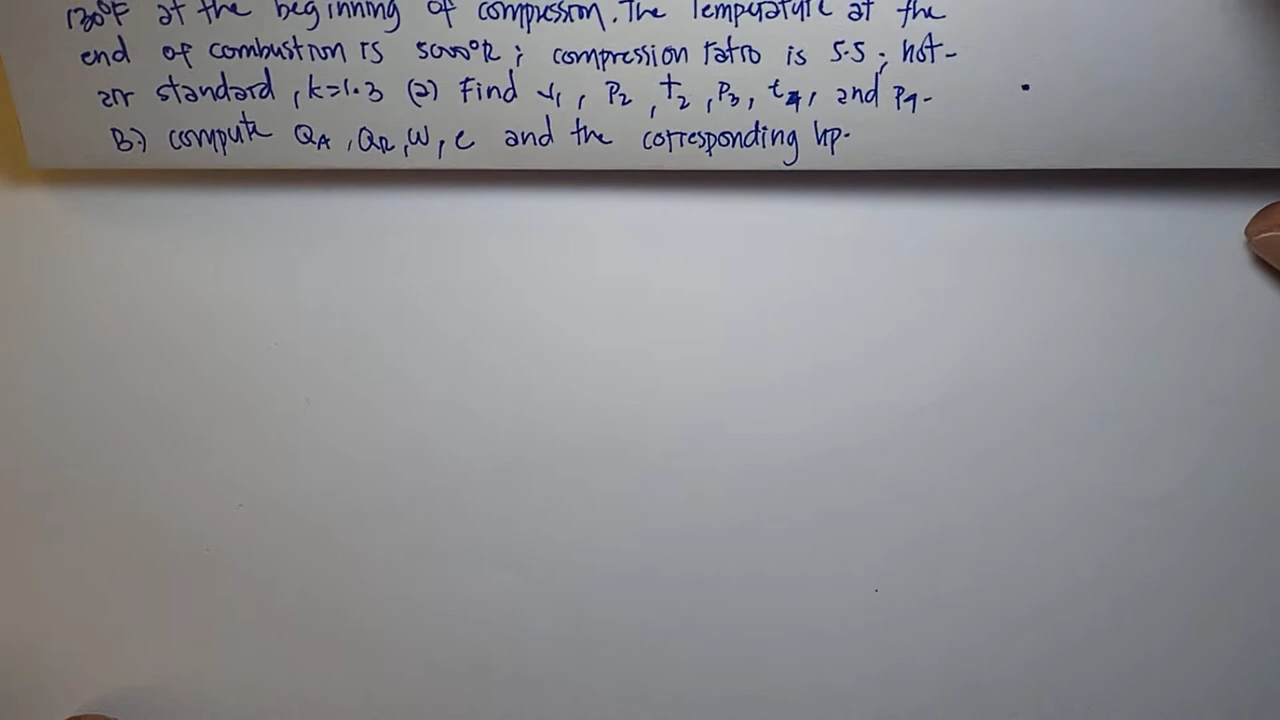 130°F at the beginning of compression. The Temperature at the
end of combustion is 5000°R ; compression ratio is 5.5 ; hot-
air standard, k=1.3 (a) Find V1, P2, t2, P3, t4, and P4.
B.) compute QA, QR, W, e and the corresponding hp.